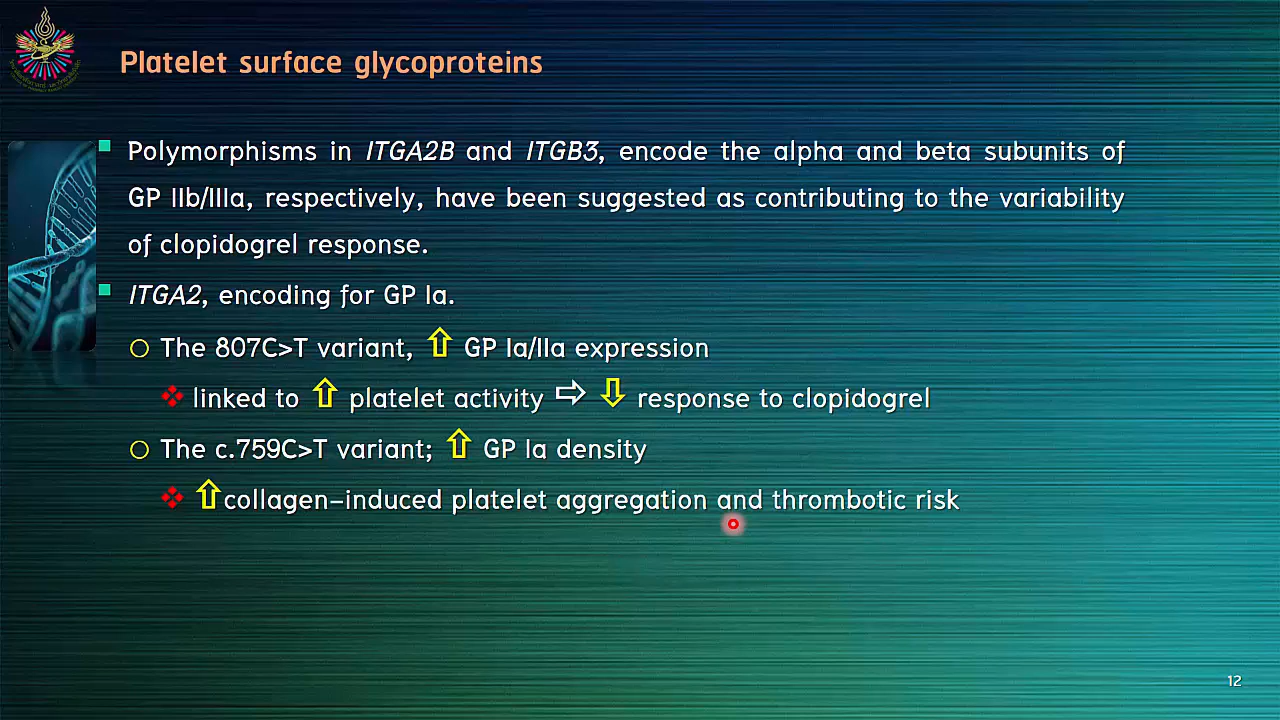 Platelet surface glycoproteins
Polymorphisms in ITGA2B and ITGB3, encode the alpha and beta subunits of
GP IIb/IIIa, respectively, have been suggested as contributing to the variability
of clopidogrel response.
ITGA2, encoding for GP Ia.
The 807C>T variant, ⇧ GP Ia/IIa expression
linked to ⇧ platelet activity ⇨ ⇩ response to clopidogrel
The c.759C>T variant; ⇧ GP Ia density
⇧collagen-induced platelet aggregation and thrombotic risk
12